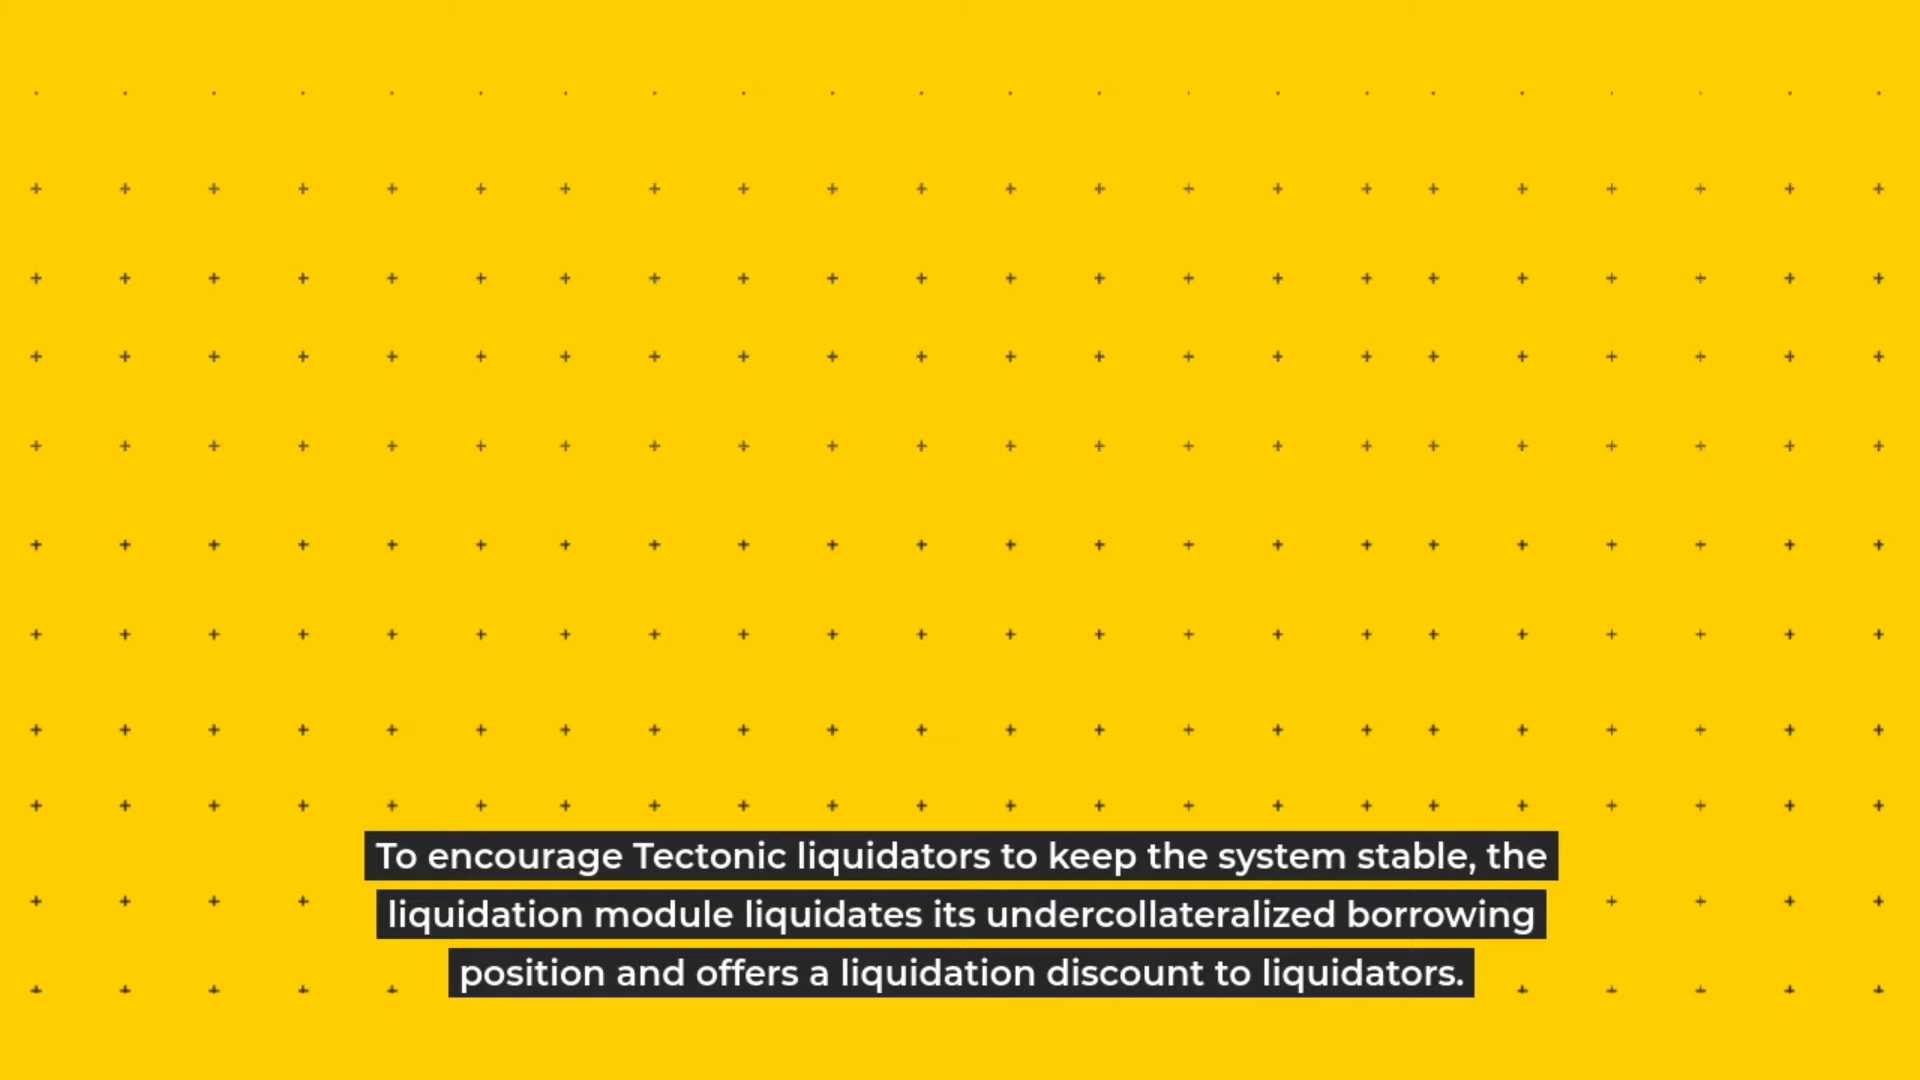 To encourage Tectonic liquidators to keep the system stable, the
liquidation module liquidates its undercollateralized borrowing
position and offers a liquidation discount to liquidators.